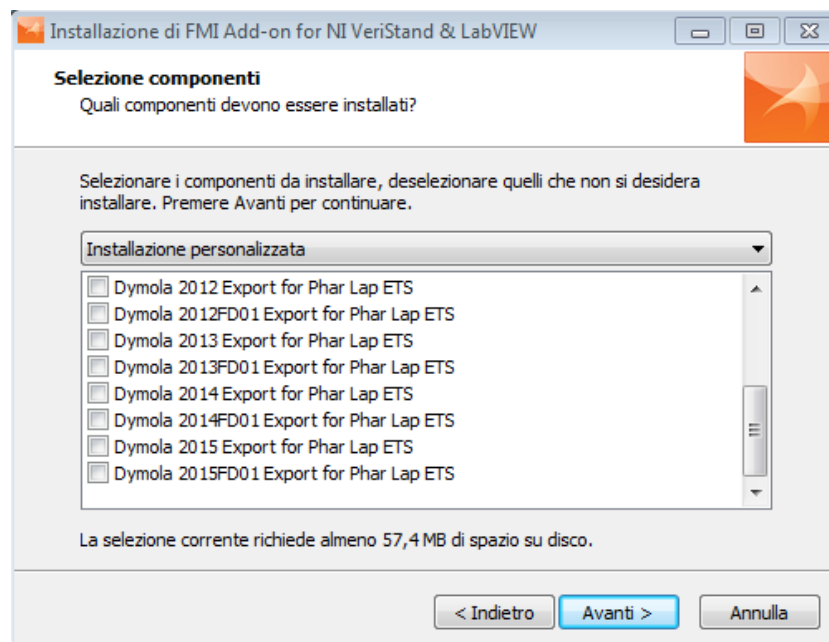 Installazione di FMI Add-on for NI VeriStand & LabVIEW
Selezione componenti
Quali componenti devono essere installati?
Selezionare i componenti da installare, deselezionare quelli che non si desidera
installare. Premere Avanti per continuare.
Installazione personalizzata
Dymola 2012 Export for Phar Lap ETS
Dymola 2012FD01 Export for Phar Lap ETS
Dymola 2013 Export for Phar Lap ETS
Dymola 2013FD01 Export for Phar Lap ETS
Dymola 2014 Export for Phar Lap ETS
Dymola 2014FD01 Export for Phar Lap ETS
Dymola 2015 Export for Phar Lap ETS
Dymola 2015FD01 Export for Phar Lap ETS
La selezione corrente richiede almeno 57,4 MB di spazio su disco.
< Indietro Avanti > Annulla